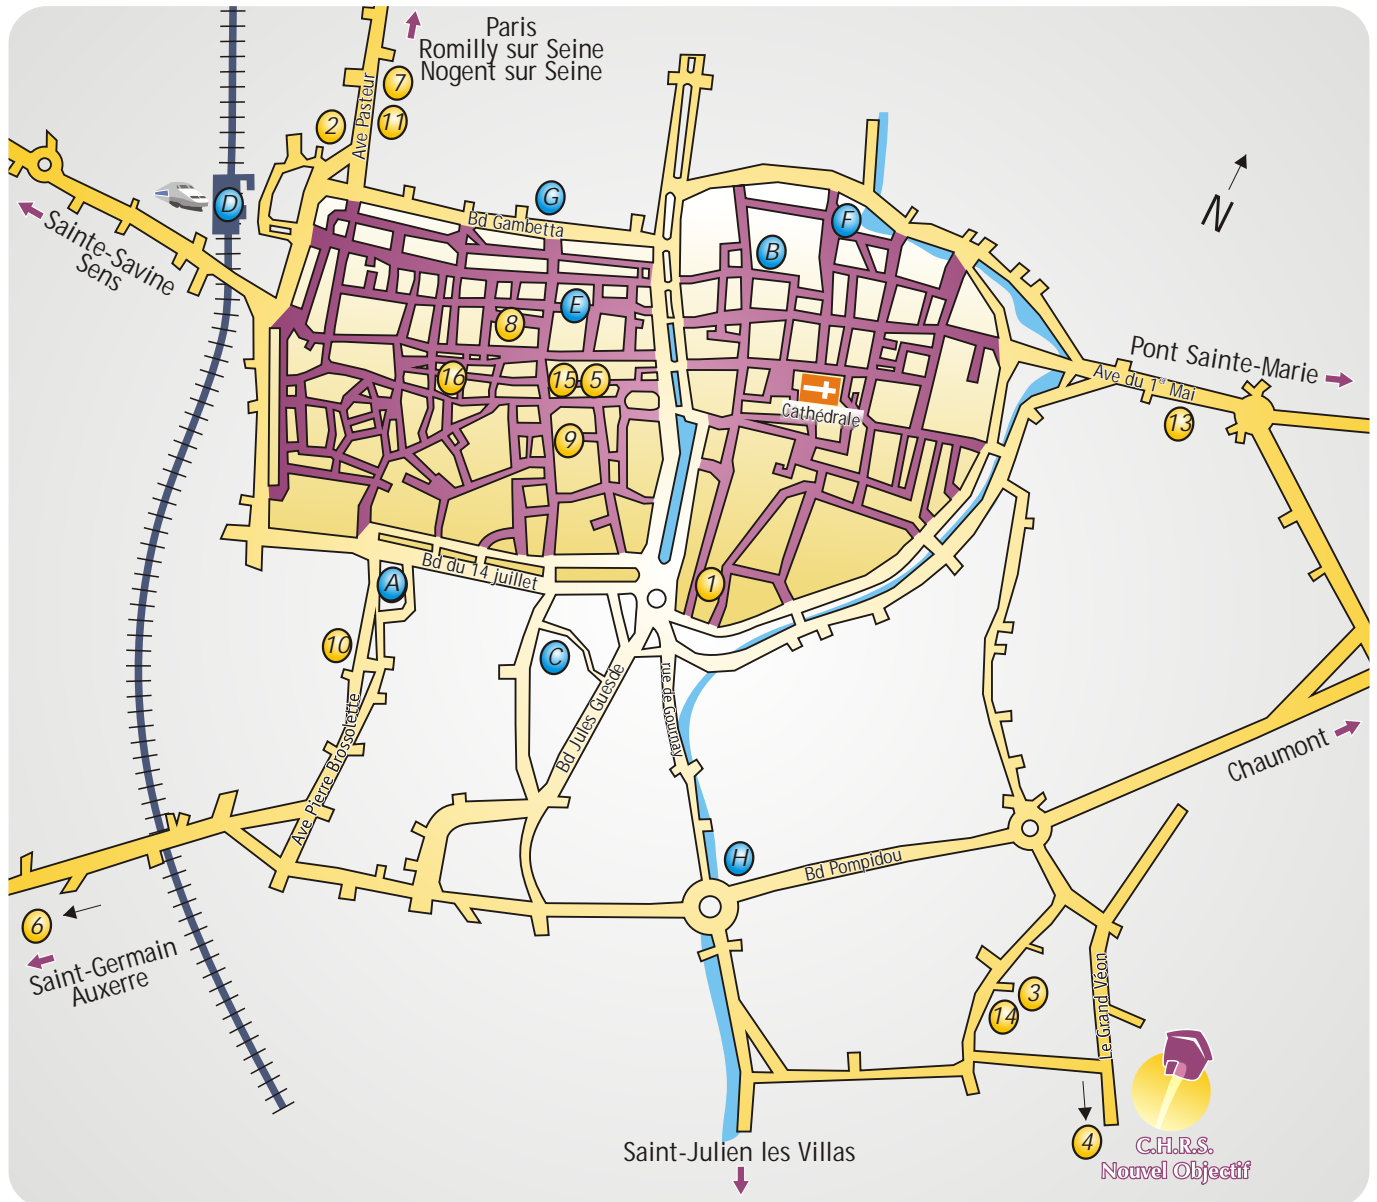 Paris
Romilly sur Seine
Nogent sur Seine
7
11
2
Ave Pasteur
D
Sainte-Savine
Sens
G
Bd Gambetta
F
B
N
E
8
16
15
5
9
Cathédrale
Pont Sainte-Marie
Ave du 1er Mai
13
Bd du 14 juillet
A
1
10
C
Bd Jules Guesde
rue de Gournay
Ave Pierre Brossolette
Chaumont
H
Bd Pompidou
6
Saint-Germain
Auxerre
3
14
Le Grand Véon
4
C.H.R.S.
Nouvel Objectif
Saint-Julien les Villas